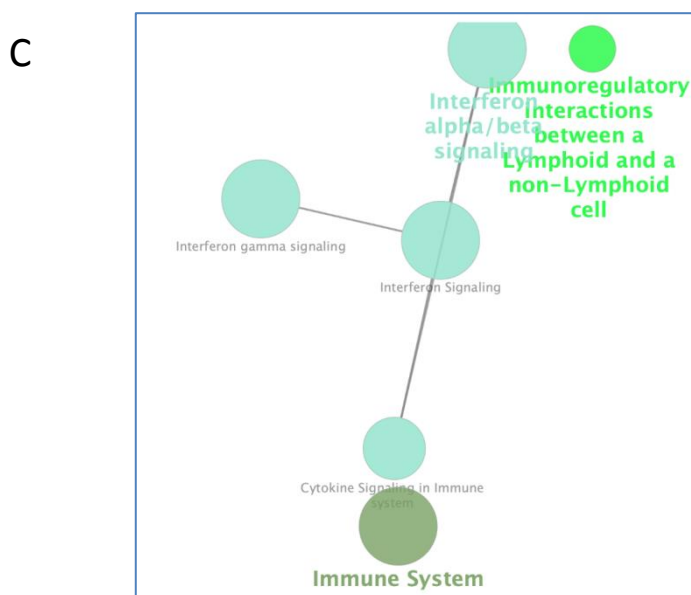 C
Interferon
alpha/beta
signaling
Immunoregulatory
interactions
between a
Lymphoid and a
non-Lymphoid
cell
Interferon gamma signaling
Interferon Signaling
Cytokine Signaling in Immune
system
Immune System